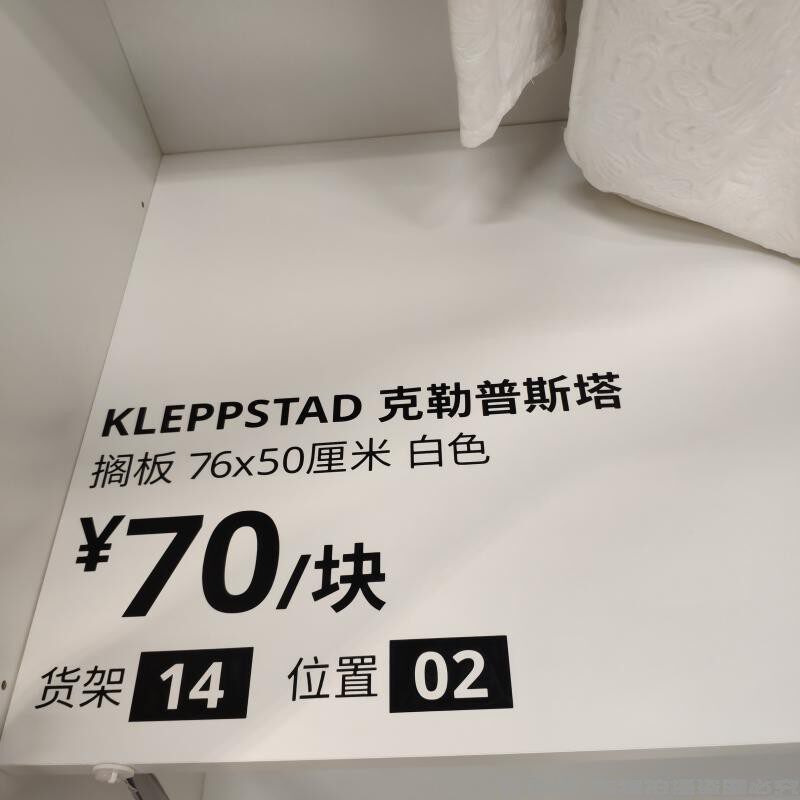 KLEPPSTAD 克勒普斯塔
搁板 76x50厘米 白色
¥70/块
货架 14 位置 02